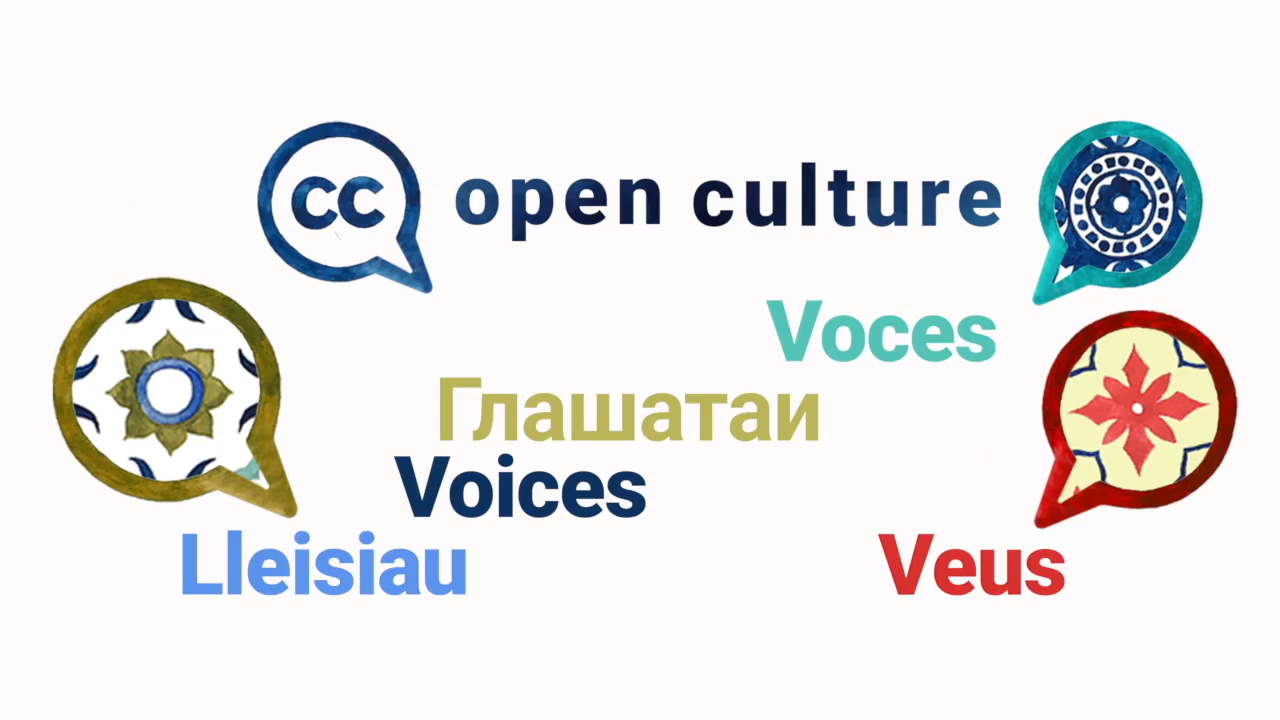 cc open culture
Voces
Глашатаи
Voices
Lleisiau
Veus